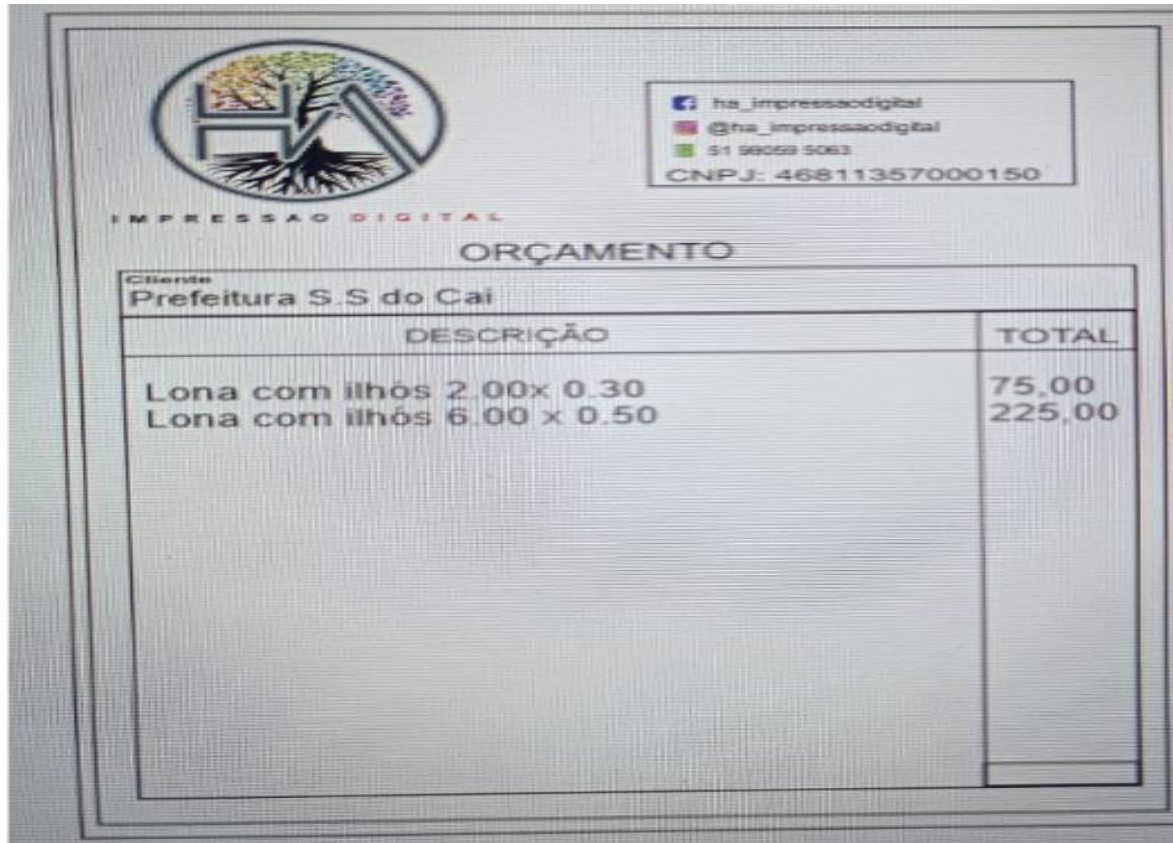 HA
IMPRESSAO DIGITAL
ha_impressaodigital
@ha_impressaodigital
51 98059 5063
CNPJ: 46811357000150
ORÇAMENTO
Cliente
Prefeitura S.S do Cai
DESCRIÇÃO TOTAL
Lona com ilhós 2.00x 0.30 75,00
Lona com ilhós 6.00 x 0.50 225,00